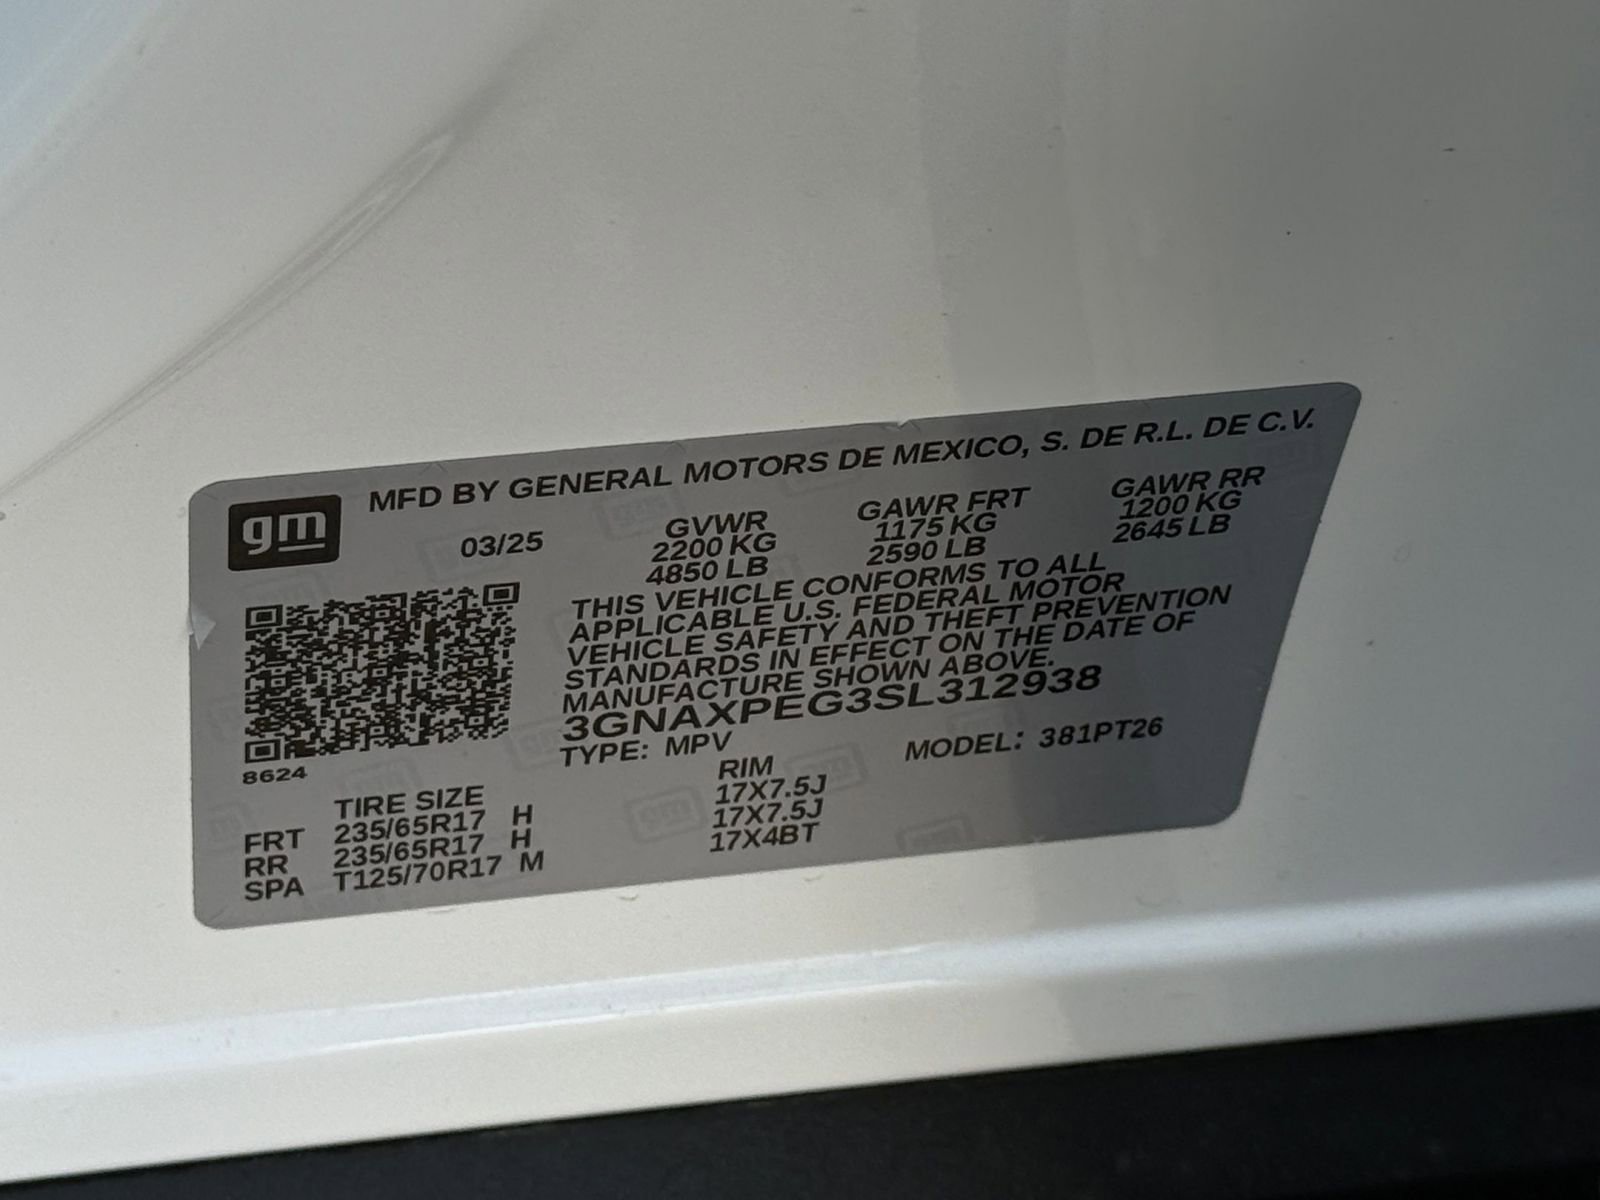 gm
MFD BY GENERAL MOTORS DE MEXICO, S. DE R.L. DE C.V.
03/25 GVWR GAWR FRT GAWR RR
2200 KG 1175 KG 1200 KG
4850 LB 2590 LB 2645 LB
THIS VEHICLE CONFORMS TO ALL
APPLICABLE U.S. FEDERAL MOTOR
VEHICLE SAFETY AND THEFT PREVENTION
STANDARDS IN EFFECT ON THE DATE OF
MANUFACTURE SHOWN ABOVE.
3GNAXPEG3SL312938
TYPE: MPV MODEL: 381PT26
8624
TIRE SIZE RIM
FRT 235/65R17 H 17X7.5J
RR 235/65R17 H 17X7.5J
SPA T125/70R17 M 17X4BT